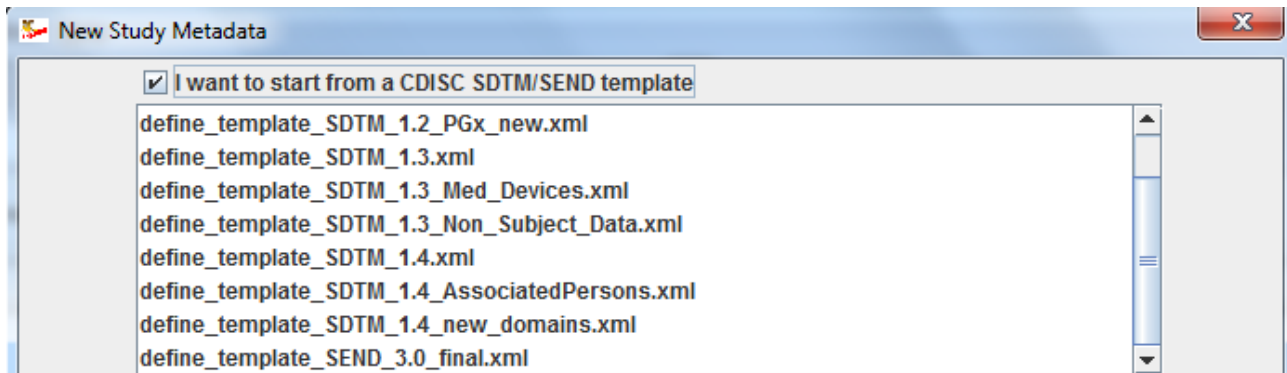 New Study Metadata
I want to start from a CDISC SDTM/SEND template
define_template_SDTM_1.2_PGx_new.xml
define_template_SDTM_1.3.xml
define_template_SDTM_1.3_Med_Devices.xml
define_template_SDTM_1.3_Non_Subject_Data.xml
define_template_SDTM_1.4.xml
define_template_SDTM_1.4_AssociatedPersons.xml
define_template_SDTM_1.4_new_domains.xml
define_template_SEND_3.0_final.xml